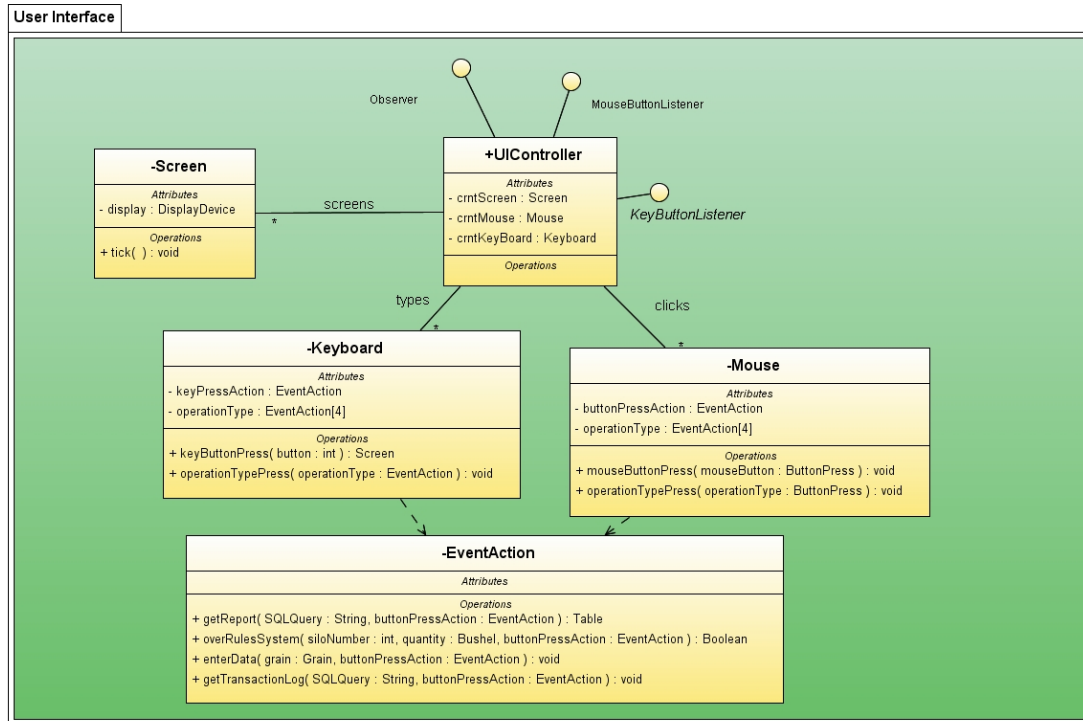 User Interface
Observer
MouseButtonListener
+UIController
Attributes
- crntScreen : Screen
- crntMouse : Mouse
- crntKeyBoard : Keyboard
Operations
KeyButtonListener
-Screen
Attributes
- display : DisplayDevice
Operations
+ tick( ) : void
screens
*
types
*
clicks
*
-Keyboard
Attributes
- keyPressAction : EventAction
- operationType : EventAction[4]
Operations
+ keyButtonPress( button : int ) : Screen
+ operationTypePress( operationType : EventAction ) : void
-Mouse
Attributes
- buttonPressAction : EventAction
- operationType : EventAction[4]
Operations
+ mouseButtonPress( mouseButton : ButtonPress ) : void
+ operationTypePress( operationType : ButtonPress ) : void
-EventAction
Attributes
Operations
+ getReport( SQLQuery : String, buttonPressAction : EventAction ) : Table
+ overRulesSystem( siloNumber : int, quantity : Bushel, buttonPressAction : EventAction ) : Boolean
+ enterData( grain : Grain, buttonPressAction : EventAction ) : void
+ getTransactionLog( SQLQuery : String, buttonPressAction : EventAction ) : void